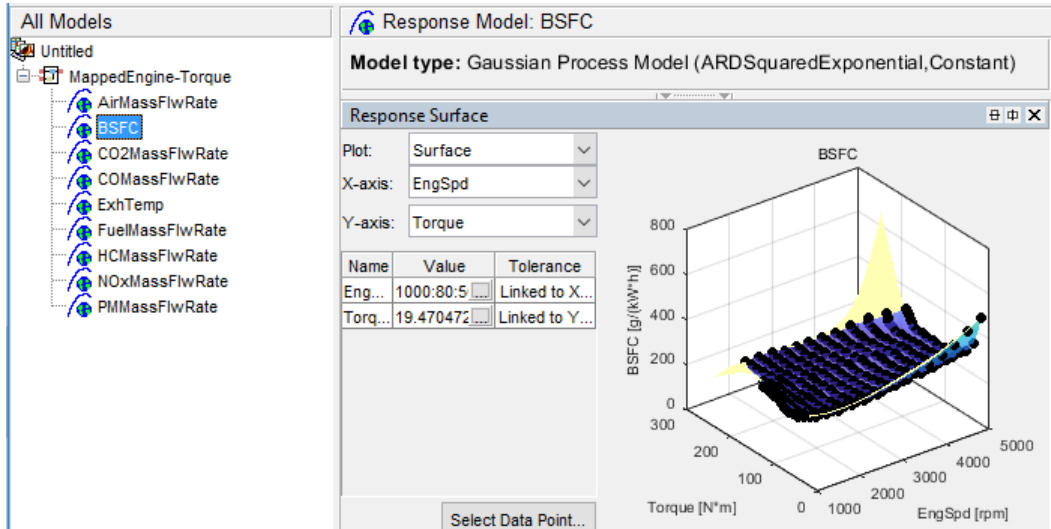 All Models
Untitled
MappedEngine-Torque
AirMassFlwRate
BSFC
CO2MassFlwRate
COMassFlwRate
ExhTemp
FuelMassFlwRate
HCMassFlwRate
NOxMassFlwRate
PMMassFlwRate
Response Model: BSFC
Model type: Gaussian Process Model (ARDSquaredExponential,Constant)
Response Surface
Plot: Surface
X-axis: EngSpd
Y-axis: Torque
Name Value Tolerance
Eng... 1000:80:5 ... Linked to X...
Torq... 19.470472 ... Linked to Y...
Select Data Point...
BSFC
800
600
400
200
0
BSFC [g/(kW*h)]
300
200
100
0
Torque [N*m]
1000
2000
3000
4000
5000
EngSpd [rpm]